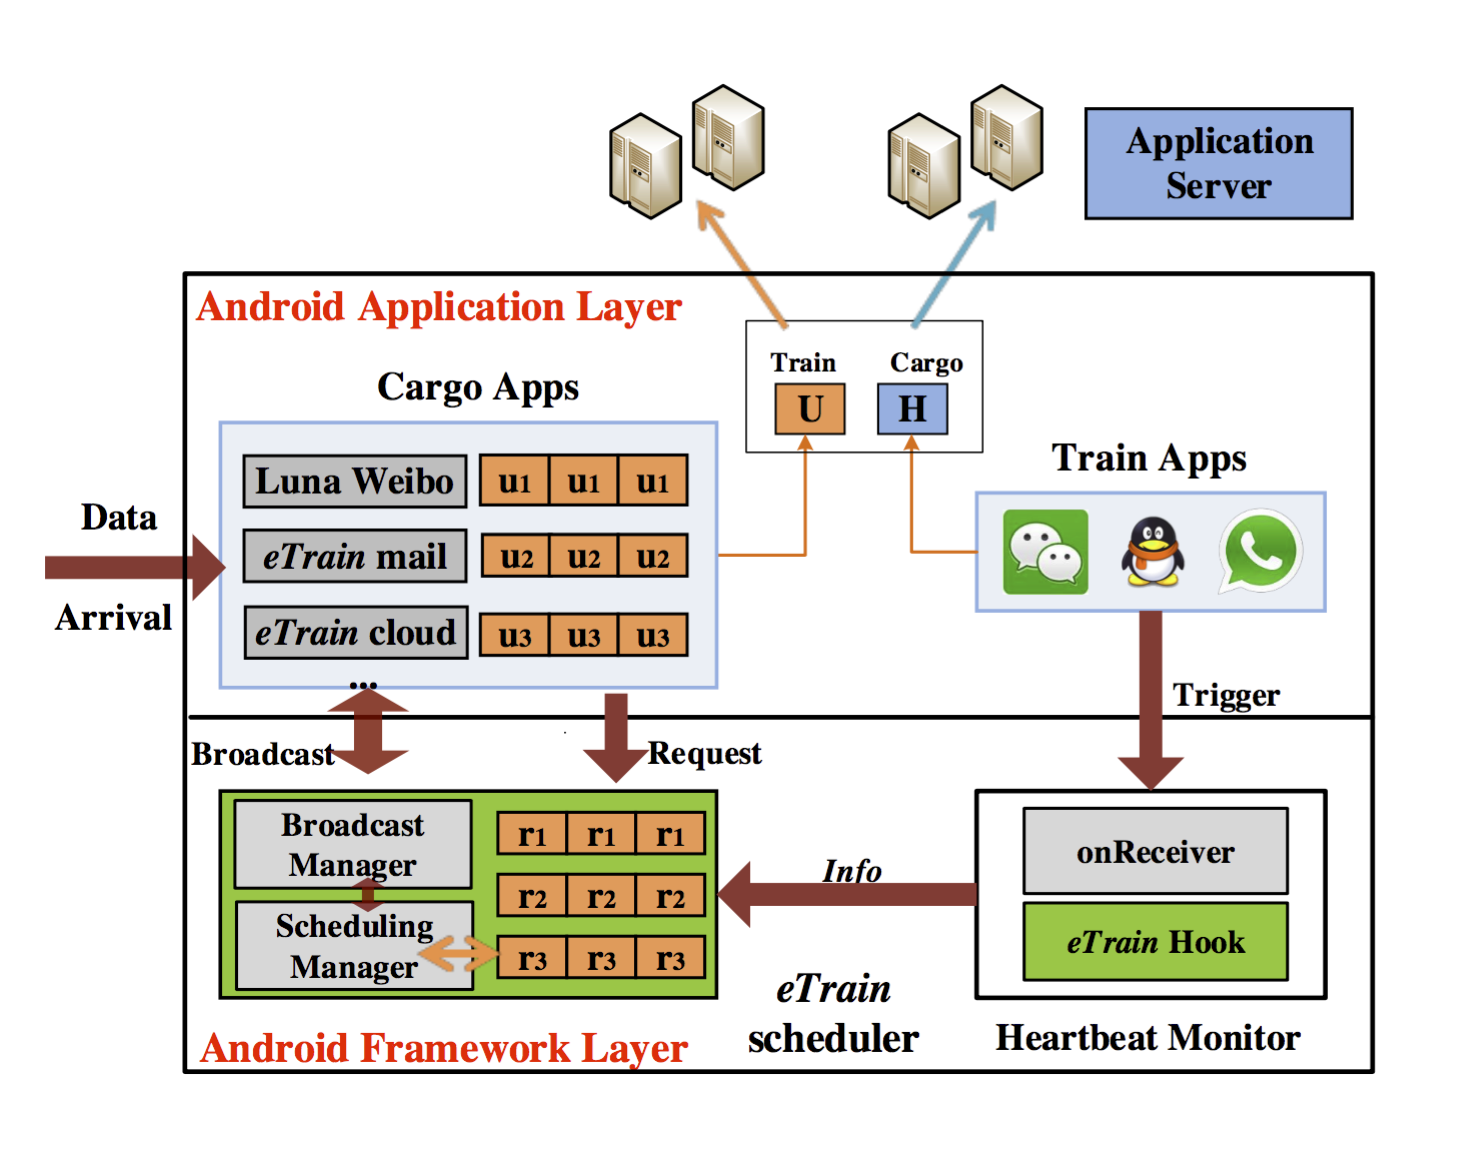 Application
Server
Android Application Layer
Train
Cargo
U
H
Cargo Apps
Luna Weibo
u1 u1 u1
eTrain mail
u2 u2 u2
eTrain cloud
u3 u3 u3
...
Data
Arrival
Train Apps
Trigger
Broadcast
Request
Broadcast
Manager
Scheduling
Manager
r1 r1 r1
r2 r2 r2
r3 r3 r3
Info
onReceiver
eTrain Hook
eTrain
scheduler
Heartbeat Monitor
Android Framework Layer